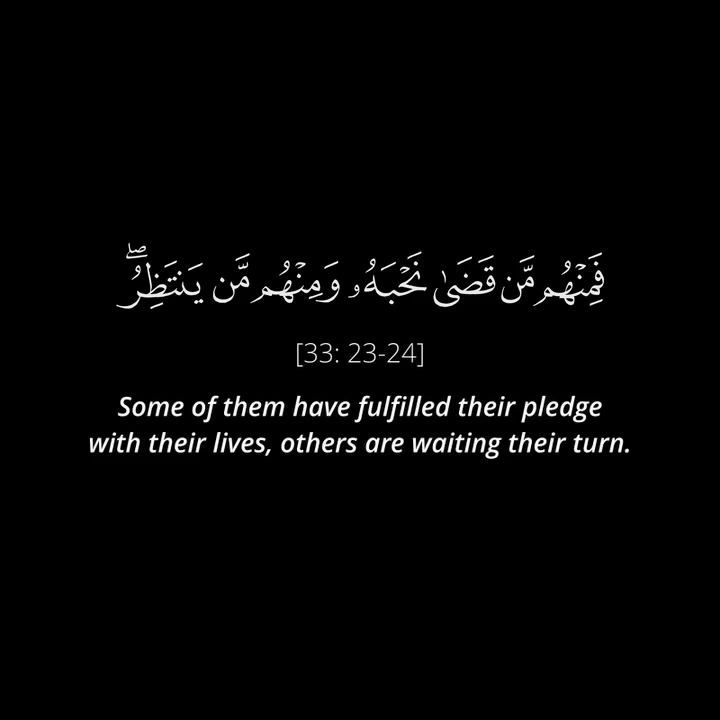 فَمِنْهُم مَّن قَضَىٰ نَحْبَهُۥ وَمِنْهُم مَّن يَنتَظِرُ ۖ
[33: 23-24]
Some of them have fulfilled their pledge
with their lives, others are waiting their turn.